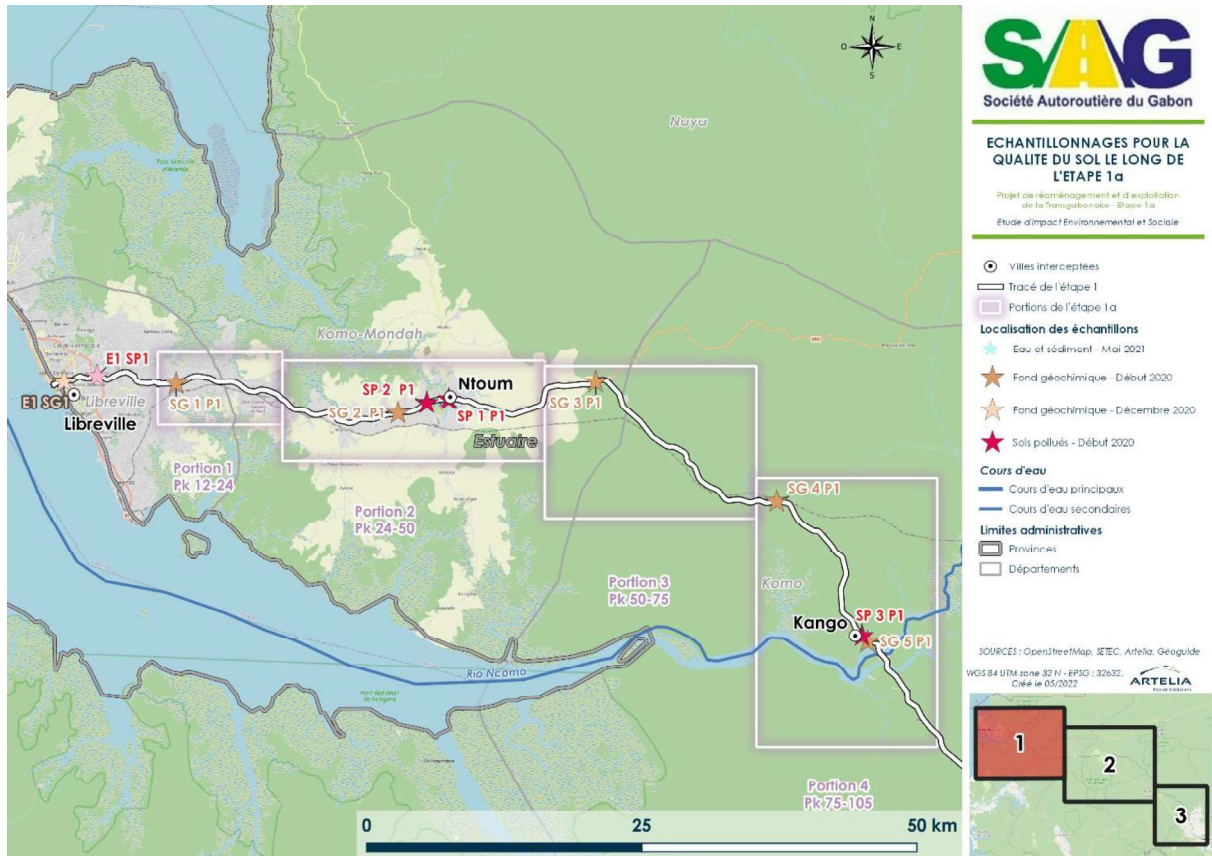 N
O
E
S
Nuya
Parc National
d'Akanda
Komo-Mondah
E1 SP1
E1 SG1
Libreville
Libreville
SG 1 P1
SP 2 P1
SG 2 P1
Ntoum
SP 1 P1
SG 3 P1
Estuaire
Portion 1
Pk 12-24
Portion 2
Pk 24-50
SG 4 P1
Portion 3
Pk 50-75
Komo
Kango
SP 3 P1
SG 5 P1
Rio Ncomo
Parc National
Portion 4
Pk 75-105
0
25
50 km
SAG
Société Autoroutière du Gabon
ECHANTILLONNAGES POUR LA
QUALITE DU SOL LE LONG DE
L'ETAPE 1a
Projet de réaménagement et d'exploitation
de la Transgabonaise - Etape 1a
Etude d'Impact Environnemental et Sociale
Villes interceptées
Tracé de l'étape 1
Portions de l'étape 1a
Localisation des échantillons
Eau et sédiment - Mai 2021
Fond géochimique - Début 2020
Fond géochimique - Décembre 2020
Sols pollués - Début 2020
Cours d'eau
Cours d'eau principaux
Cours d'eau secondaires
Limites administratives
Provinces
Départements
SOURCES : OpenStreetMap, SETEC, Artelia, Géoguide
WGS 84 UTM zone 32 N - EPSG : 32632,
Créé le 05/2022
ARTELIA
1
2
3